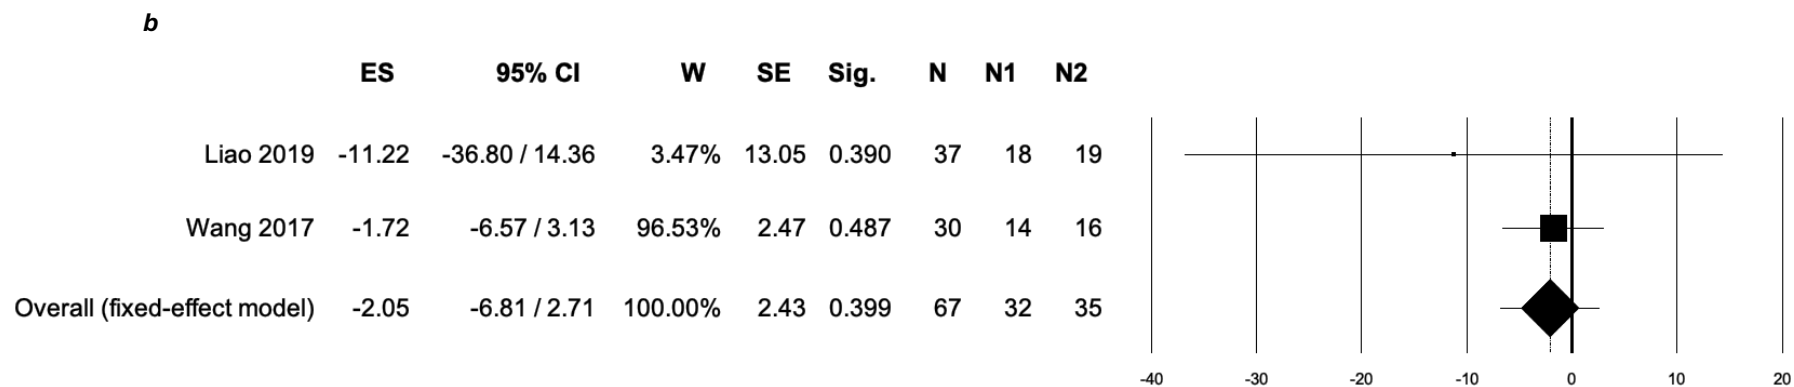 b
ES 95% CI W SE Sig. N N1 N2
Liao 2019 -11.22 -36.80 / 14.36 3.47% 13.05 0.390 37 18 19
Wang 2017 -1.72 -6.57 / 3.13 96.53% 2.47 0.487 30 14 16
Overall (fixed-effect model) -2.05 -6.81 / 2.71 100.00% 2.43 0.399 67 32 35
-40 -30 -20 -10 0 10 20